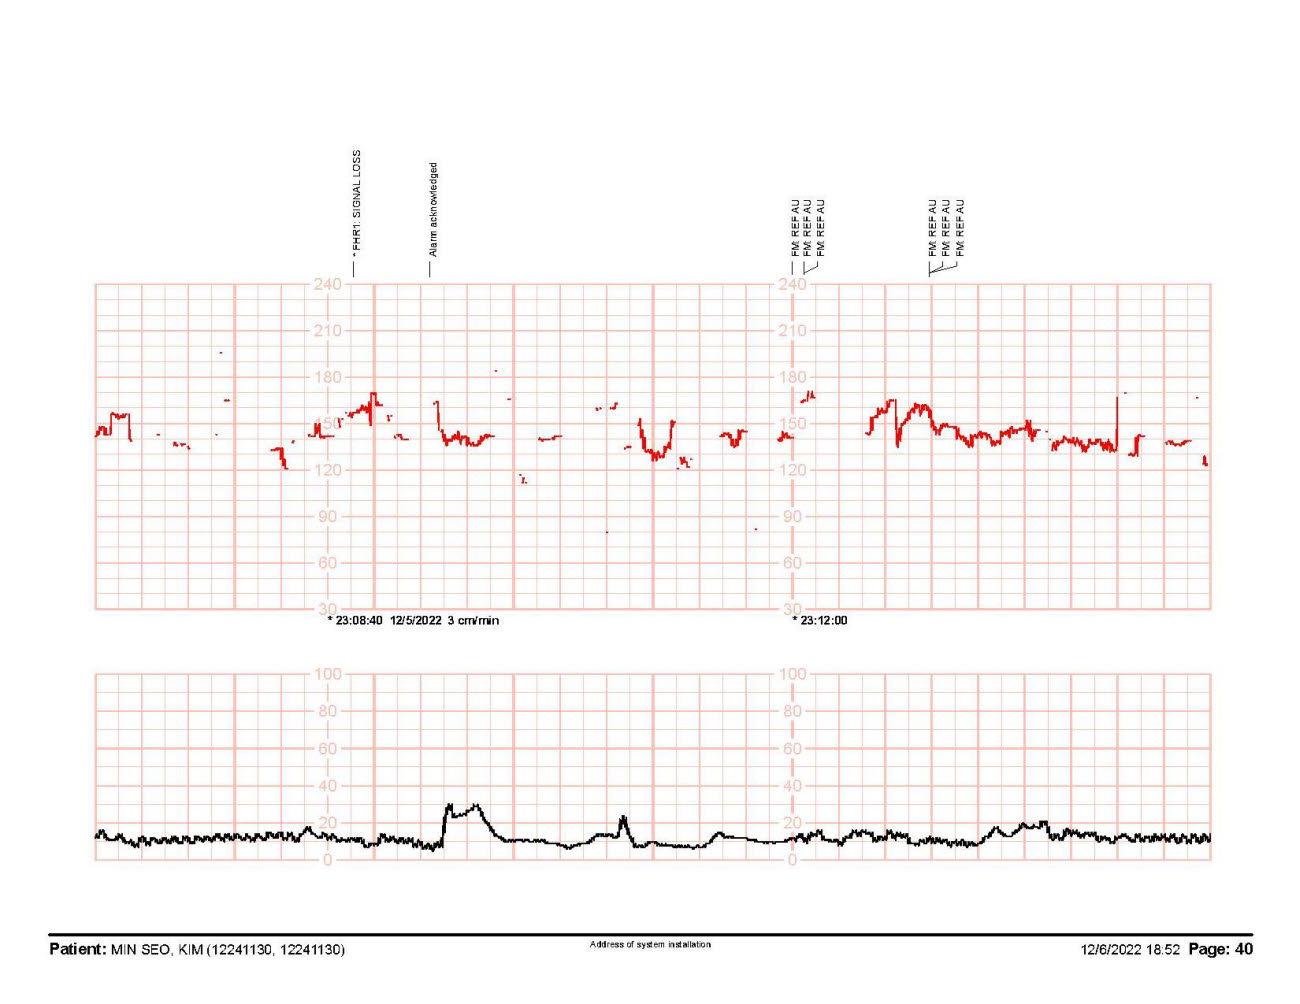 * FHR1: SIGNAL LOSS
Alarm acknowledged
FM: REF AU
FM: REF AU
FM: REF AU
FM: REF AU
FM: REF AU
FM: REF AU
240 240
210 210
180 180
150 150
120 120
90 90
60 60
30 30
* 23:08:40 12/5/2022 3 cm/min * 23:12:00
100 100
80 80
60 60
40 40
20 20
0 0
Patient: MIN SEO, KIM (12241130, 12241130) Address of system installation 12/6/2022 18:52 Page: 40